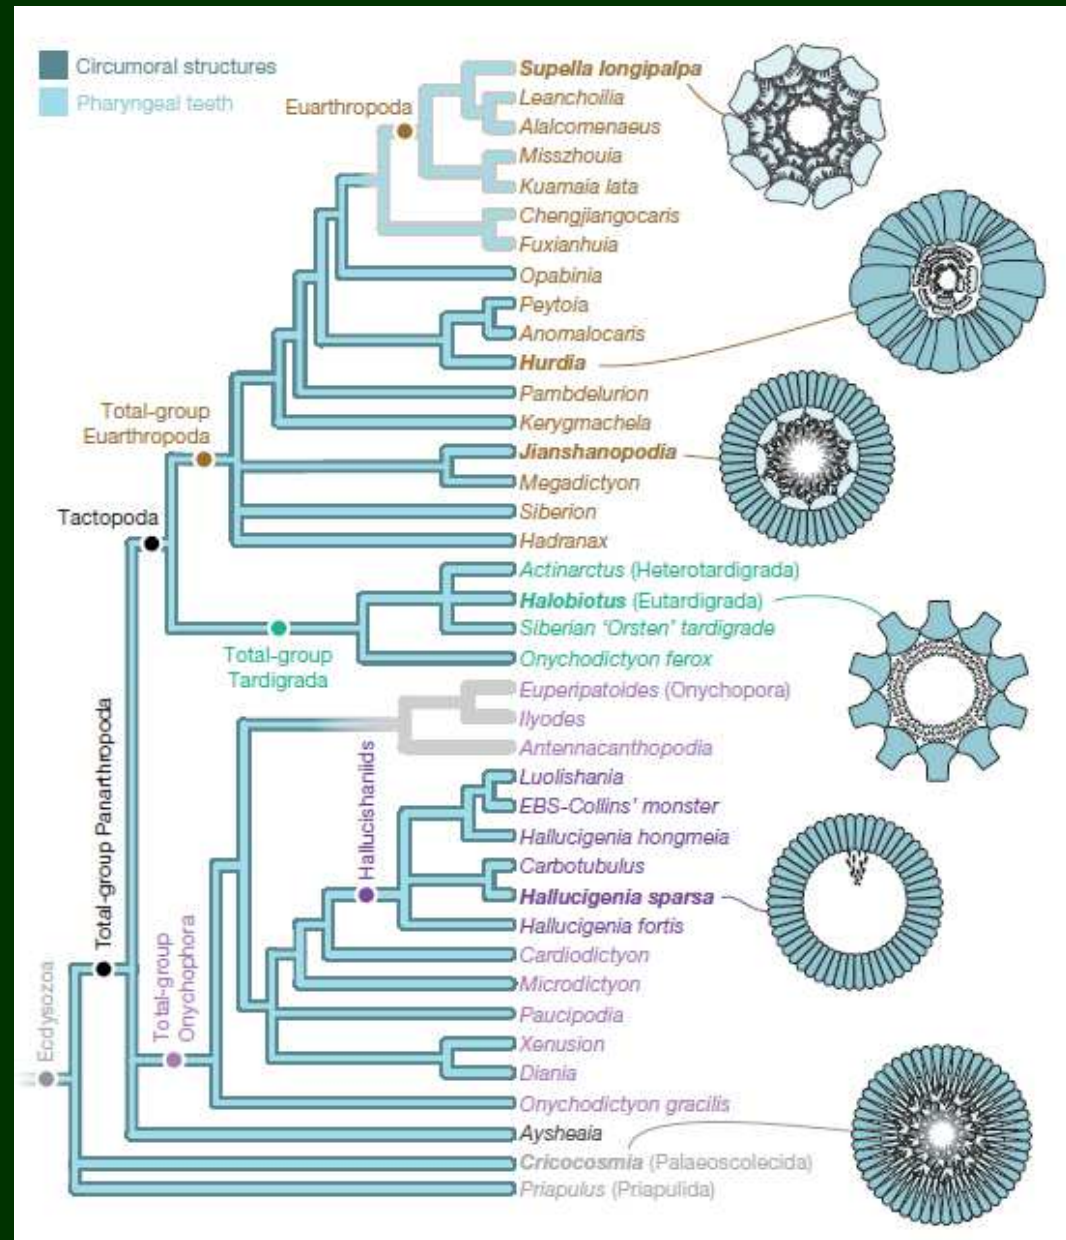 Circumoral structures
Pharyngeal teeth
Euarthropoda
Supella longipalpa
Leanchoilia
Alalcomenaeus
Misszhouia
Kuamaia lata
Chengjiangocaris
Fuxianhuia
Opabinia
Peytoia
Anomalocaris
Hurdia
Pambdelurion
Kerygmachela
Total-group
Euarthropoda
Jianshanopodia
Megadictyon
Siberion
Hadranax
Tactopoda
Actinarctus (Heterotardigrada)
Halobiotus (Eutardigrada)
Siberian 'Orsten' tardigrade
Onychodictyon ferox
Total-group
Tardigrada
Euperipatoides (Onychopora)
Ilyodes
Antennacanthopodia
Hallucishaniids
Luolishania
EBS-Collins' monster
Hallucigenia hongmeia
Carbotubulus
Hallucigenia sparsa
Hallucigenia fortis
Cardiodictyon
Microdictyon
Paucipodia
Xenusion
Diania
Onychodictyon gracilis
Total-group Panarthropoda
Total-group
Onychophora
Ecdysozoa
Aysheaia
Cricocosmia (Palaeoscolecida)
Priapulus (Priapulida)